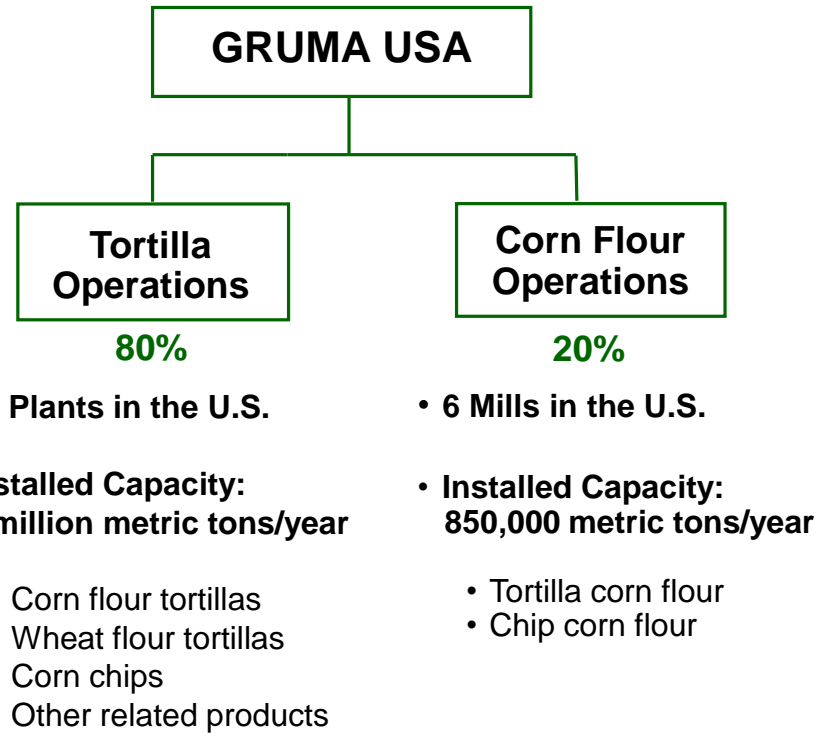 GRUMA USA
Tortilla
Operations
80%
Plants in the U.S.
stalled Capacity:
million metric tons/year
Corn flour tortillas
Wheat flour tortillas
Corn chips
Other related products
Corn Flour
Operations
20%
• 6 Mills in the U.S.
• Installed Capacity:
850,000 metric tons/year
• Tortilla corn flour
• Chip corn flour